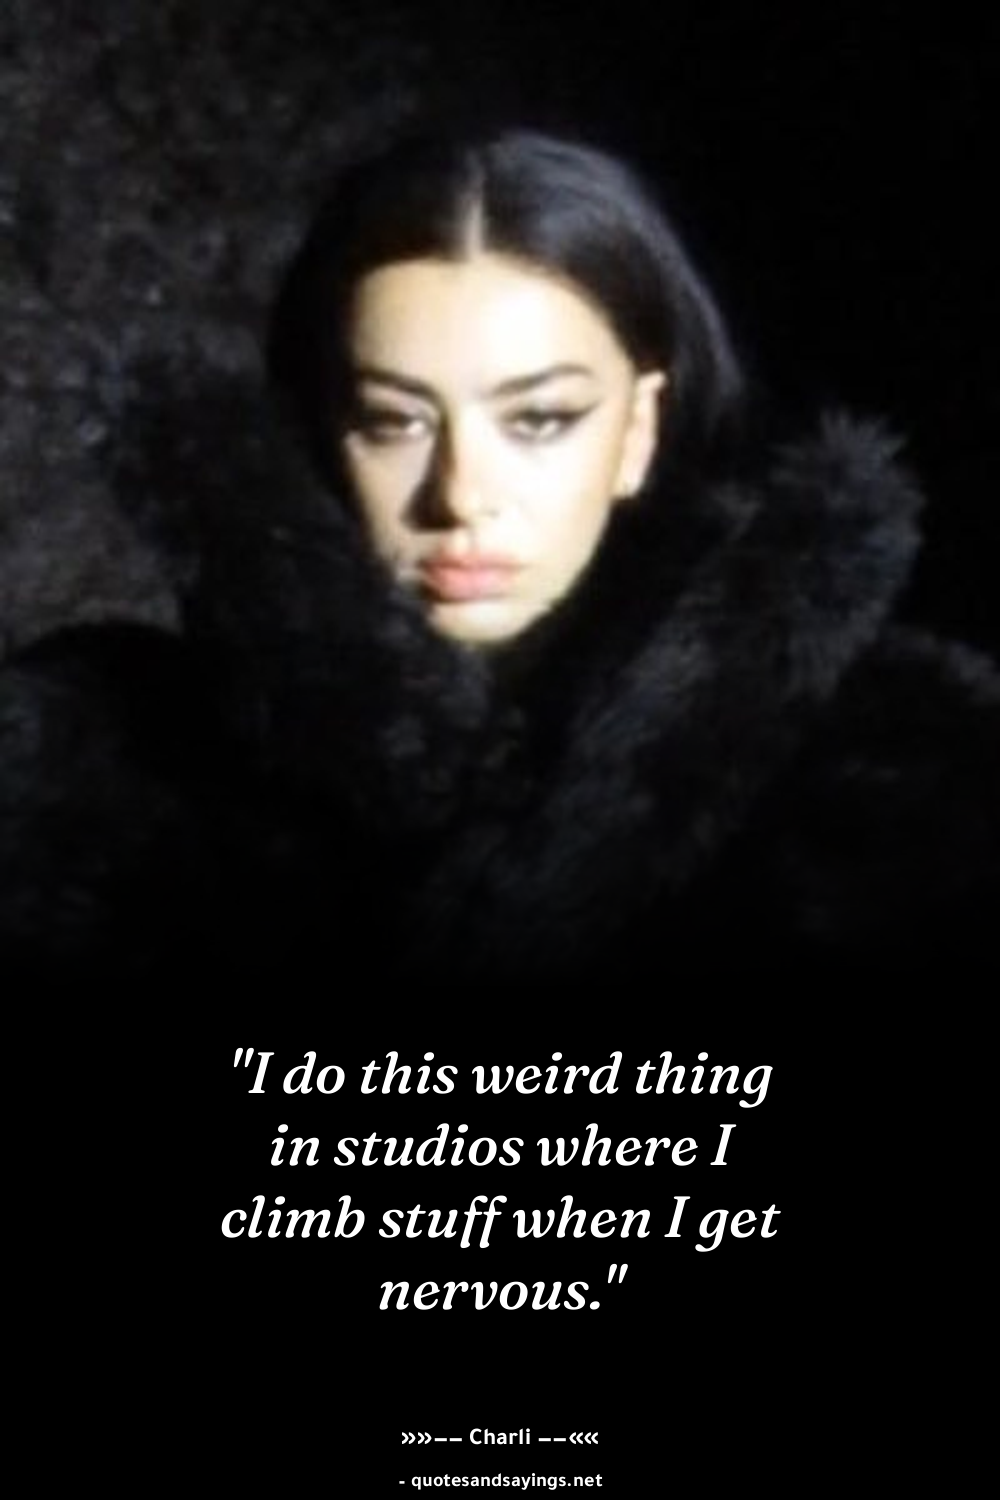 "I do this weird thing
in studios where I
climb stuff when I get
nervous."
»»—— Charli ——««
- quotesandsayings.net